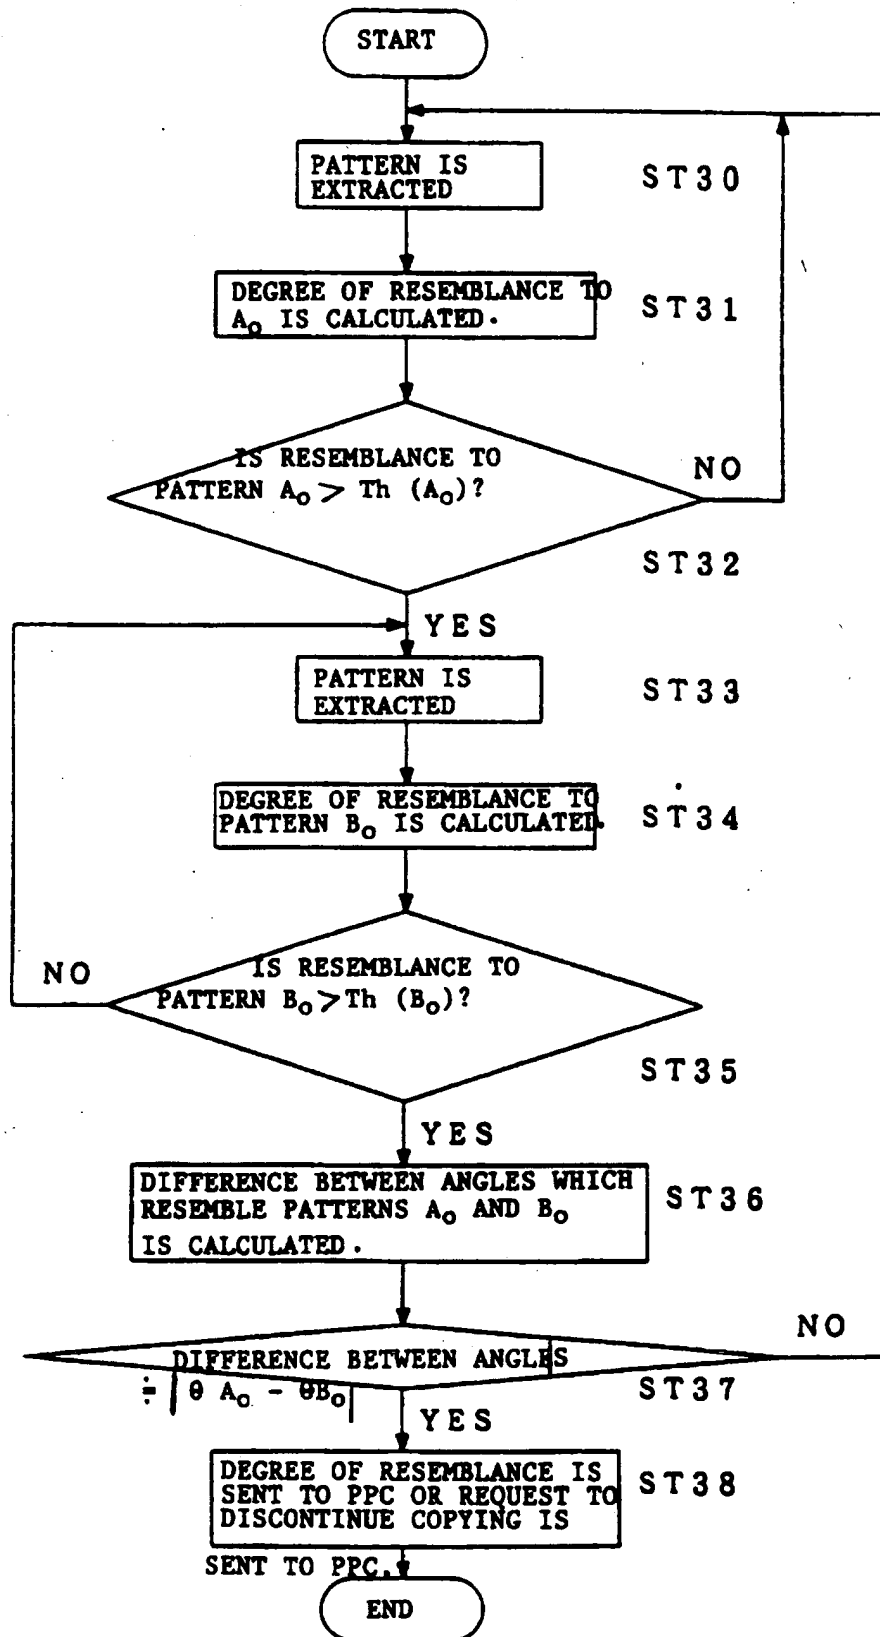 START
PATTERN IS
EXTRACTED
ST30
DEGREE OF RESEMBLANCE TO
A₀ IS CALCULATED.
ST31
IS RESEMBLANCE TO
PATTERN A₀ > Th (A₀)?
NO
ST32
YES
PATTERN IS
EXTRACTED
ST33
DEGREE OF RESEMBLANCE TO
PATTERN B₀ IS CALCULATED.
ST34
IS RESEMBLANCE TO
PATTERN B₀ > Th (B₀)?
NO
ST35
YES
DIFFERENCE BETWEEN ANGLES WHICH
RESEMBLE PATTERNS A₀ AND B₀
IS CALCULATED.
ST36
DIFFERENCE BETWEEN ANGLES
≒ | θ A₀ - θB₀ |
NO
ST37
YES
DEGREE OF RESEMBLANCE IS
SENT TO PPC OR REQUEST TO
DISCONTINUE COPYING IS
SENT TO PPC.
ST38
END